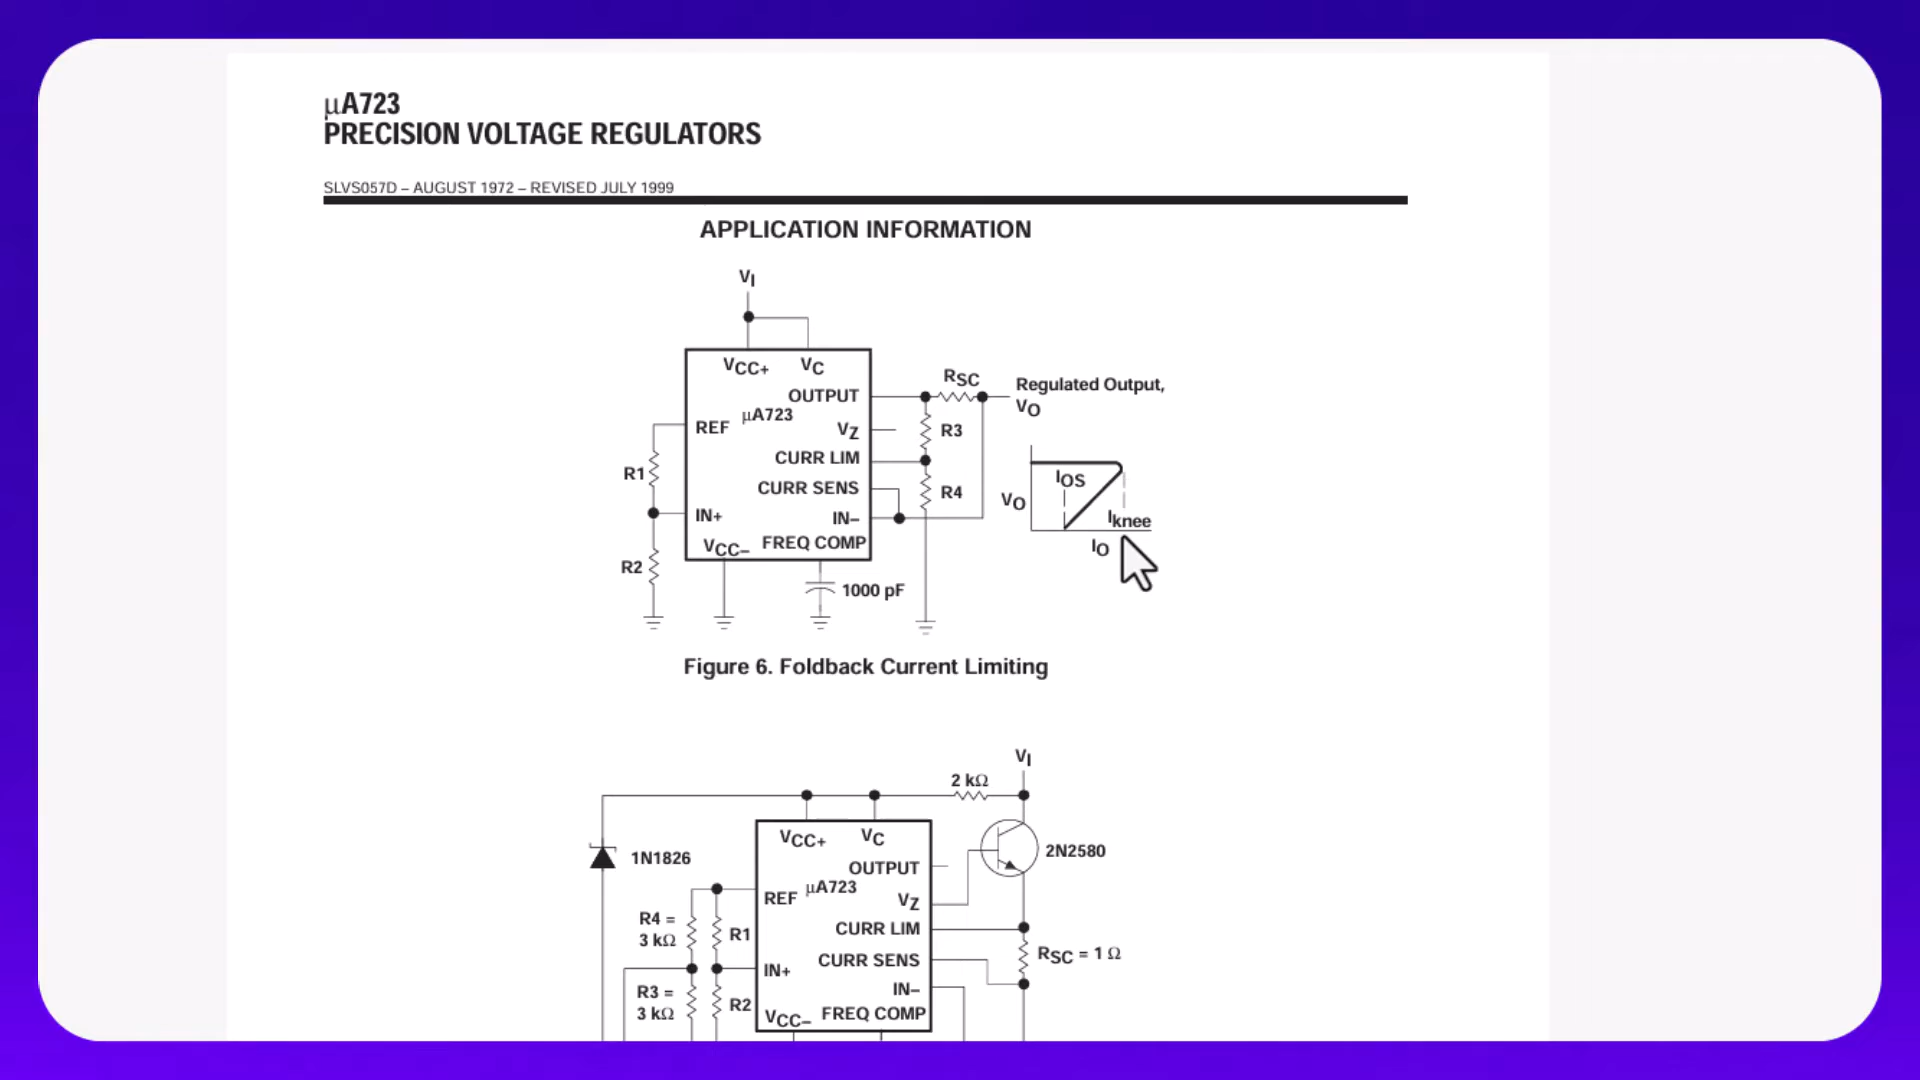 μA723
PRECISION VOLTAGE REGULATORS
SLVS057D – AUGUST 1972 – REVISED JULY 1999
APPLICATION INFORMATION
VI
VCC+ VC
OUTPUT
RSC
Regulated Output,
VO
μA723
REF
VZ
R3
CURR LIM
R1
CURR SENS
R4
IOS
VO
IN+
IN–
Iknee
VCC–
FREQ COMP
IO
R2
1000 pF
Figure 6. Foldback Current Limiting
VI
2 kΩ
VCC+ VC
2N2580
1N1826
OUTPUT
μA723
REF
VZ
R4 =
3 kΩ
R1
CURR LIM
RSC = 1 Ω
CURR SENS
IN+
IN–
R3 =
3 kΩ
R2
VCC–
FREQ COMP